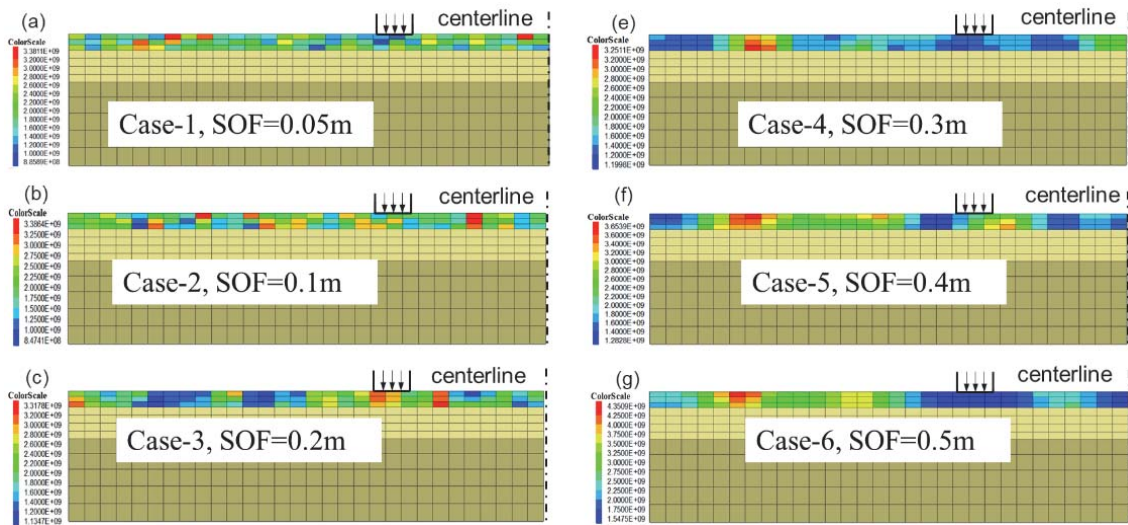 (a)
centerline
ColorScale
3.3811E+09
3.2000E+09
3.0000E+09
2.8000E+09
2.6000E+09
2.4000E+09
2.2000E+09
2.0000E+09
1.8000E+09
1.6000E+09
1.4000E+09
1.2000E+09
1.0000E+09
8.8589E+08
Case-1, SOF=0.05m
(b)
centerline
ColorScale
3.3864E+09
3.2500E+09
3.0000E+09
2.7500E+09
2.5000E+09
2.2500E+09
2.0000E+09
1.7500E+09
1.5000E+09
1.2500E+09
1.0000E+09
8.4741E+08
Case-2, SOF=0.1m
(c)
centerline
ColorScale
3.3178E+09
3.2000E+09
3.0000E+09
2.8000E+09
2.6000E+09
2.4000E+09
2.2000E+09
2.0000E+09
1.8000E+09
1.6000E+09
1.4000E+09
1.2000E+09
1.1347E+09
Case-3, SOF=0.2m
(e)
centerline
ColorScale
3.2511E+09
3.2000E+09
3.0000E+09
2.8000E+09
2.6000E+09
2.4000E+09
2.2000E+09
2.0000E+09
1.8000E+09
1.6000E+09
1.4000E+09
1.2000E+09
1.1998E+09
Case-4, SOF=0.3m
(f)
centerline
ColorScale
3.6539E+09
3.6000E+09
3.4000E+09
3.2000E+09
3.0000E+09
2.8000E+09
2.6000E+09
2.4000E+09
2.2000E+09
2.0000E+09
1.8000E+09
1.6000E+09
1.4000E+09
1.2828E+09
Case-5, SOF=0.4m
(g)
centerline
ColorScale
4.3509E+09
4.2500E+09
4.0000E+09
3.7500E+09
3.5000E+09
3.2500E+09
3.0000E+09
2.7500E+09
2.5000E+09
2.2500E+09
2.0000E+09
1.7500E+09
1.5475E+09
Case-6, SOF=0.5m